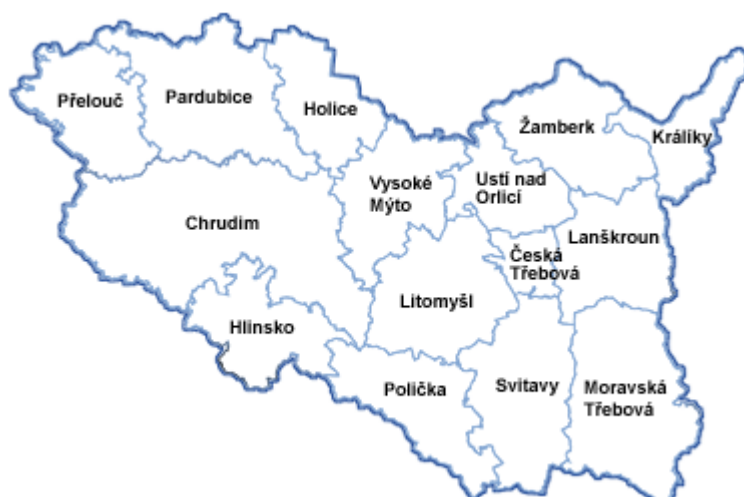 Přelouč
Pardubice
Holice
Žamberk
Králíky
Vysoké
Mýto
Ustí nad
Orlicí
Chrudim
Lanškroun
Česká
Třebová
Litomyšl
Hlinsko
Polička
Svitavy
Moravská
Třebová